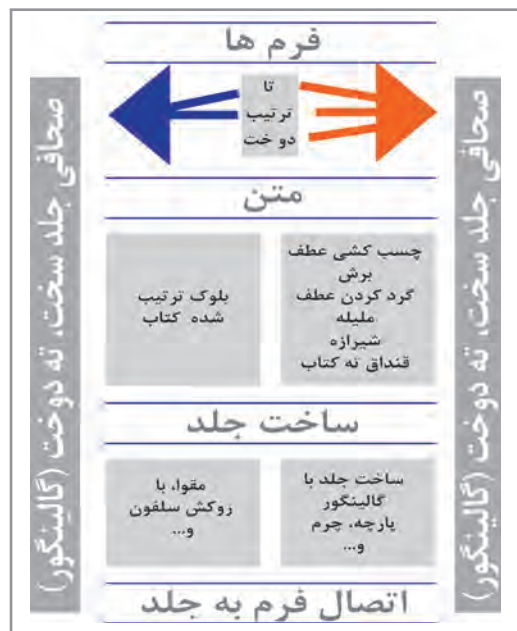 فرم ها
تا
ترتیب
دوخت
صحافی جلد سخت، ته دوخت (گالینگور)
صحافی جلد سخت، ته دوخت (گالینگور)
متن
چسب کشی عطف
برش
گرد کردن عطف
ملیله
شیرازه
قنداق ته کتاب
بلوک ترتیب
شده کتاب
ساخت جلد
ساخت جلد با
گالینگور
پارچه، چرم
و...
مقوا، با
روکش سلفون
و...
اتصال فرم به جلد